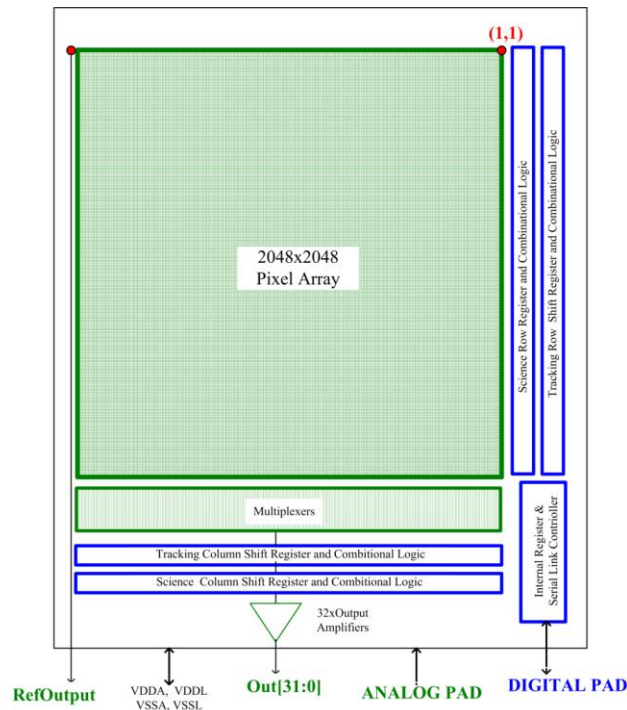 (1,1)
2048x2048
Pixel Array
Science Row Register and Combinational Logic
Tracking Row Shift Register and Combinational Logic
Multiplexers
Tracking Column Shift Register and Combitional Logic
Science Column Shift Register and Combitional Logic
Internal Register &
Serial Link Contrioller
32xOutput
Amplifiers
RefOutput
VDDA, VDDL
VSSA, VSSL
Out[31:0]
ANALOG PAD
DIGITAL PAD